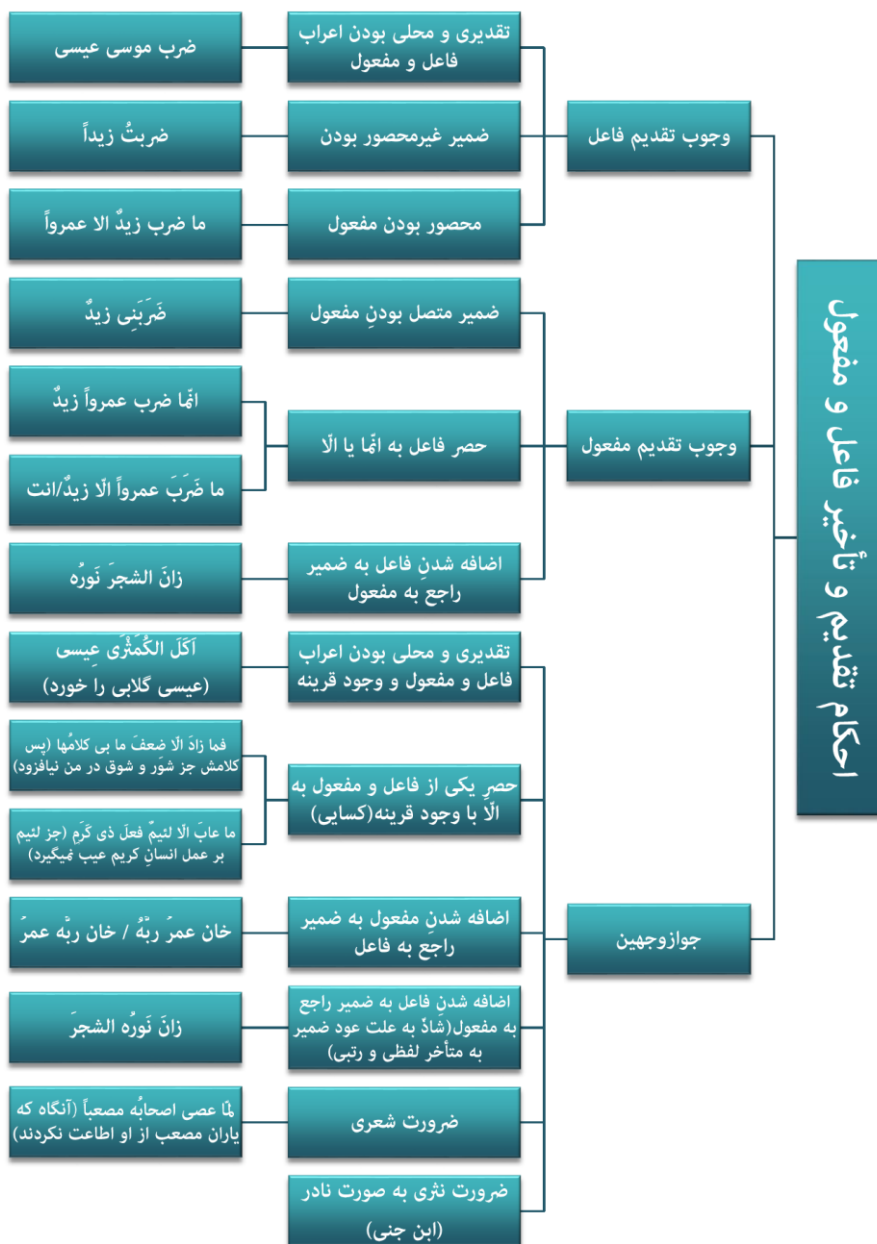 احکام تقدیم و تأخیر فاعل و مفعول
وجوب تقدیم فاعل
تقدیری و محلی بودن اعراب
فاعل و مفعول
ضرب موسی عیسی
ضمیر غیرمحصور بودن
ضربتُ زیداً
محصور بودن مفعول
ما ضرب زیدٌ الا عمرواً
وجوب تقدیم مفعول
ضمیر متصل بودنِ مفعول
ضَرَبَنِی زیدٌ
حصر فاعل به انّما یا الّا
انّما ضرب عمرواً زیدٌ
ما ضَرَبَ عمرواً الّا زیدٌ/انت
اضافه شدنِ فاعل به ضمیر
راجع به مفعول
زانَ الشجرَ نَورُه
جوازوجهین
تقدیری و محلی بودن اعراب
فاعل و مفعول و وجود قرینه
اَکَلَ الکُمَثْرَی عِیسی
(عیسی گلابی را خورد)
حصرِ یکی از فاعل و مفعول به
الّا با وجود قرینه(کسایی)
فما زادَ الّا ضعفَ ما بی کلامُها (پس
کلامش جز شوَر و شوق در من نیافزود)
ما عابَ الّا لئیمٌ فعلَ ذی کَرَمٍ (جز لئیم
بر عمل انسانِ کریم عیب نمیگیرد)
اضافه شدنِ مفعول به ضمیر
راجع به فاعل
خان عمرُ ربَّهُ / خان ربَّه عمرُ
اضافه شدنِ فاعل به ضمیر راجع
به مفعول(شاذّ به علت عود ضمیر
به متأخر لفظی و رتبی)
زانَ نَورُه الشجرَ
ضرورت شعری
لمّا عصی اصحابُه مصعباً (آنگاه که
یاران مصعب از او اطاعت نکردند)
ضرورت نثری به صورت نادر
(ابن جنی)